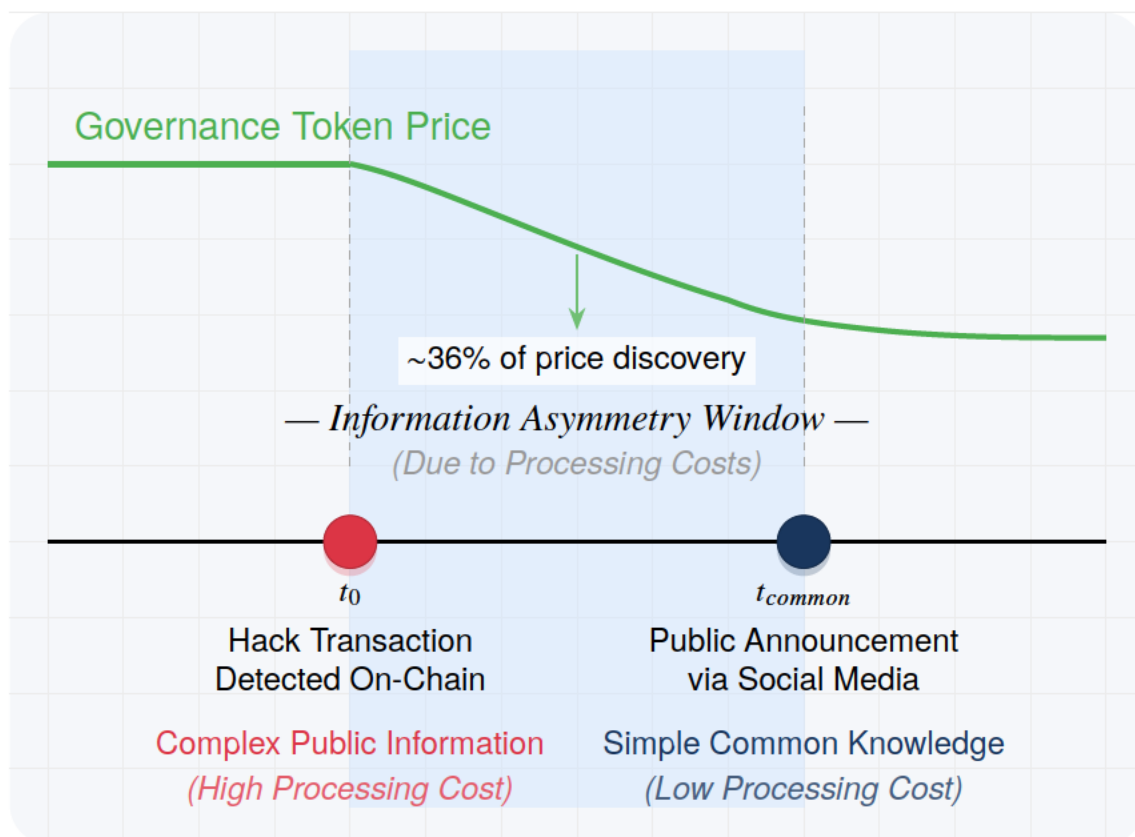 Governance Token Price
~36% of price discovery
— Information Asymmetry Window —
(Due to Processing Costs)
t0
tcommon
Hack Transaction
Detected On-Chain
Public Announcement
via Social Media
Complex Public Information
(High Processing Cost)
Simple Common Knowledge
(Low Processing Cost)